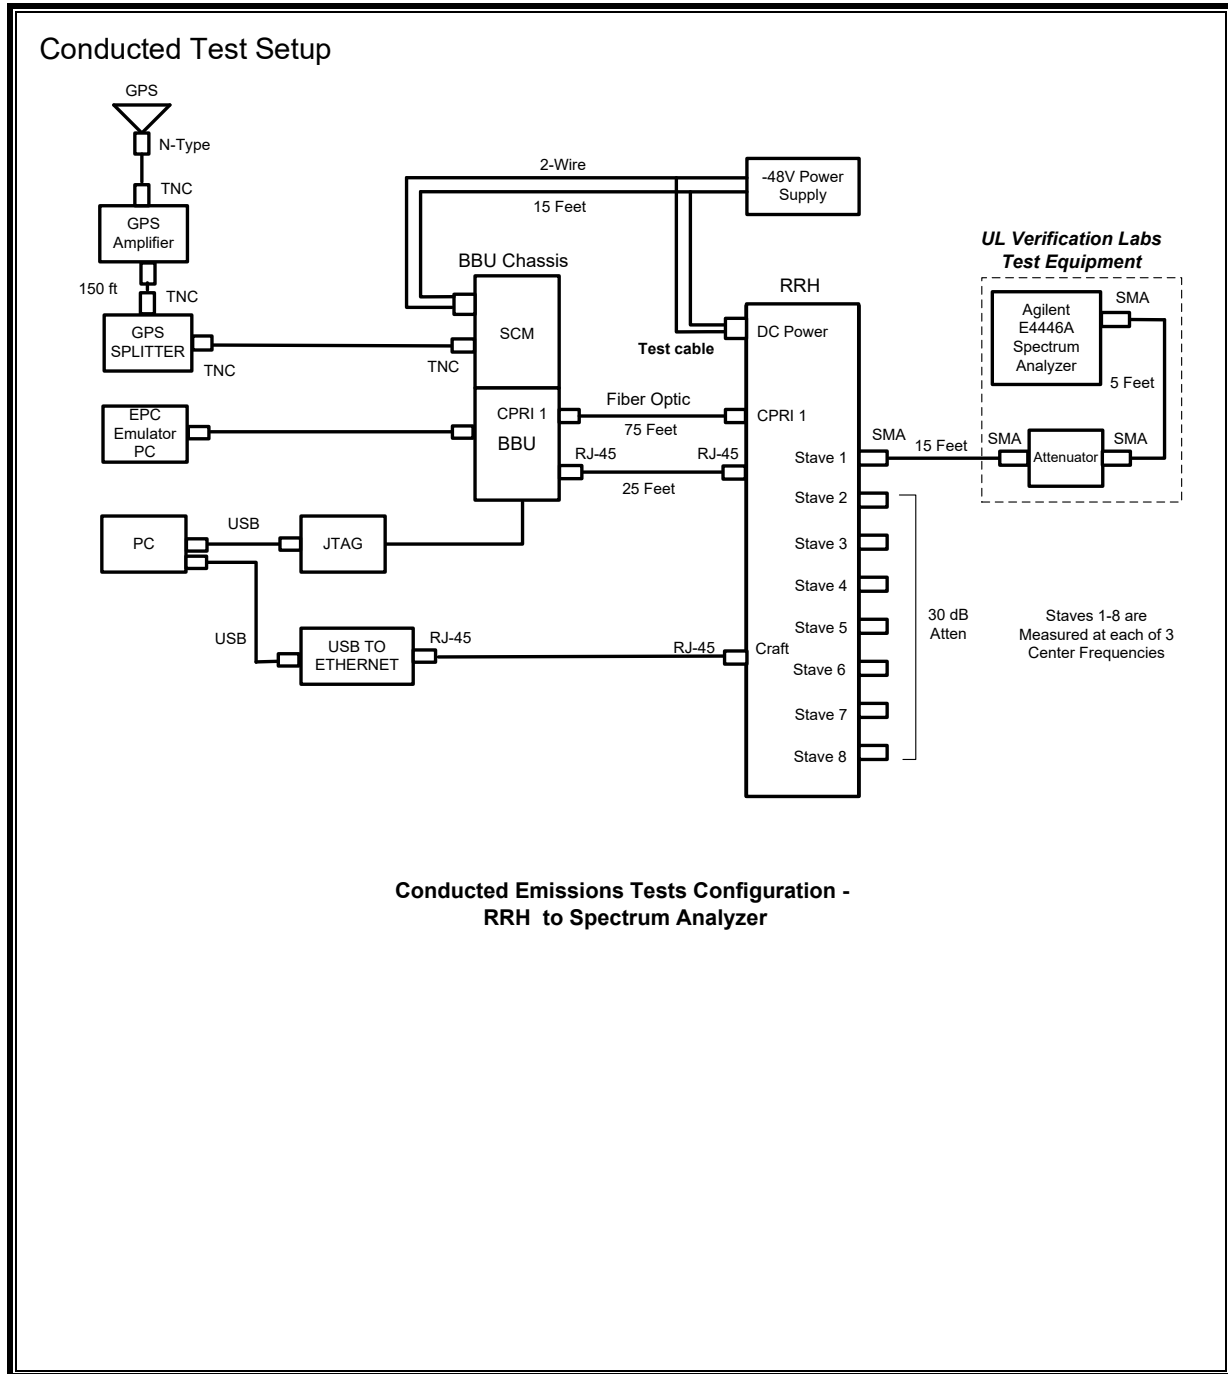 Conducted Test Setup
GPS
N-Type
TNC
GPS
Amplifier
150 ft
TNC
GPS
SPLITTER
TNC
EPC
Emulator
PC
PC
USB
JTAG
USB
USB TO
ETHERNET
RJ-45
2-Wire
15 Feet
-48V Power
Supply
BBU Chassis
SCM
TNC
CPRI 1
BBU
Fiber Optic
75 Feet
RJ-45
RJ-45
25 Feet
Test cable
RRH
DC Power
CPRI 1
Stave 1
Stave 2
Stave 3
Stave 4
Stave 5
RJ-45
Craft
Stave 6
Stave 7
Stave 8
30 dB
Atten
SMA
15 Feet
UL Verification Labs
Test Equipment
Agilent
E4446A
Spectrum
Analyzer
SMA
5 Feet
SMA
Attenuator
SMA
Staves 1-8 are
Measured at each of 3
Center Frequencies
Conducted Emissions Tests Configuration -
RRH to Spectrum Analyzer